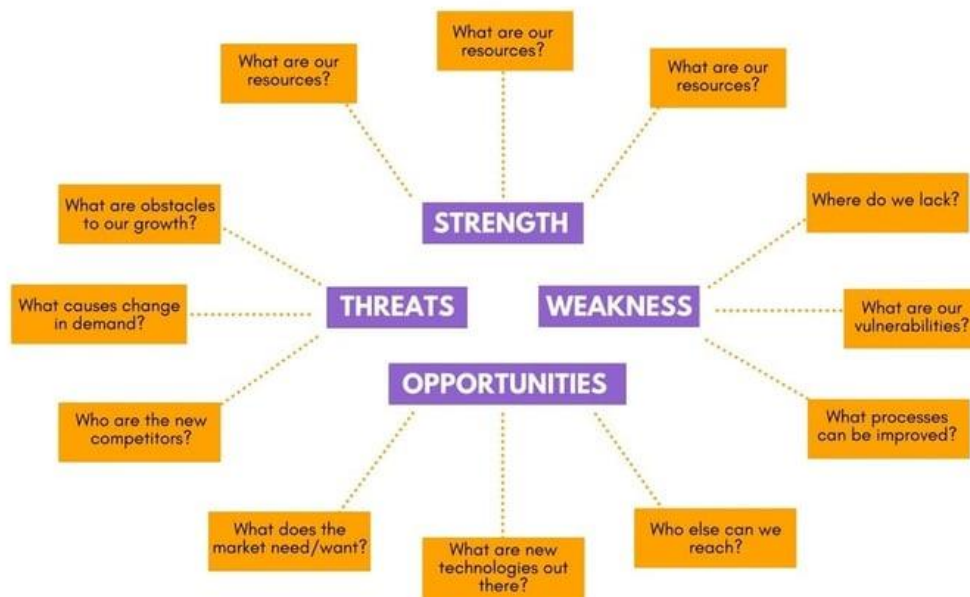 What are our
resources?
What are our
resources?
What are our
resources?
STRENGTH
What are obstacles
to our growth?
What causes change
in demand?
Who are the new
competitors?
THREATS
WEAKNESS
Where do we lack?
What are our
vulnerabilities?
What processes
can be improved?
OPPORTUNITIES
What does the
market need/want?
What are new
technologies out
there?
Who else can we
reach?